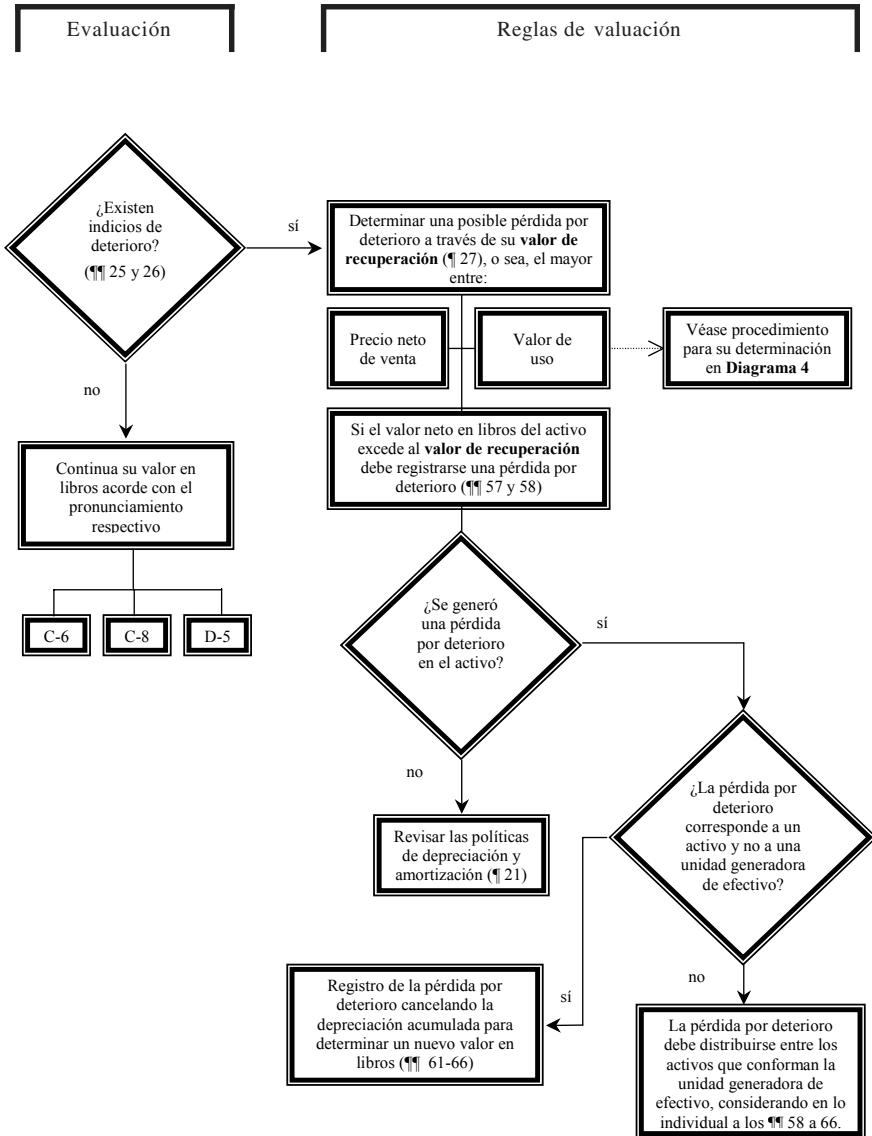 Evaluación
Reglas de valuación
¿Existen
indicios de
deterioro?
(¶¶ 25 y 26)
sí
no
Determinar una posible pérdida por
deterioro a través de su valor de
recuperación (¶ 27), o sea, el mayor
entre:
Precio neto
de venta
Valor de
uso
Véase procedimiento
para su determinación
en Diagrama 4
Si el valor neto en libros del activo
excede al valor de recuperación
debe registrarse una pérdida por
deterioro (¶¶ 57 y 58)
Continua su valor en
libros acorde con el
pronunciamiento
respectivo
C-6
C-8
D-5
¿Se generó
una pérdida
por deterioro
en el activo?
sí
no
Revisar las políticas
de depreciación y
amortización (¶ 21)
¿La pérdida por
deterioro
corresponde a un
activo y no a una
unidad generadora
de efectivo?
sí
no
Registro de la pérdida por
deterioro cancelando la
depreciación acumulada para
determinar un nuevo valor en
libros (¶¶ 61-66)
La pérdida por deterioro
debe distribuirse entre los
activos que conforman la
unidad generadora de
efectivo, considerando en lo
individual a los ¶¶ 58 a 66.